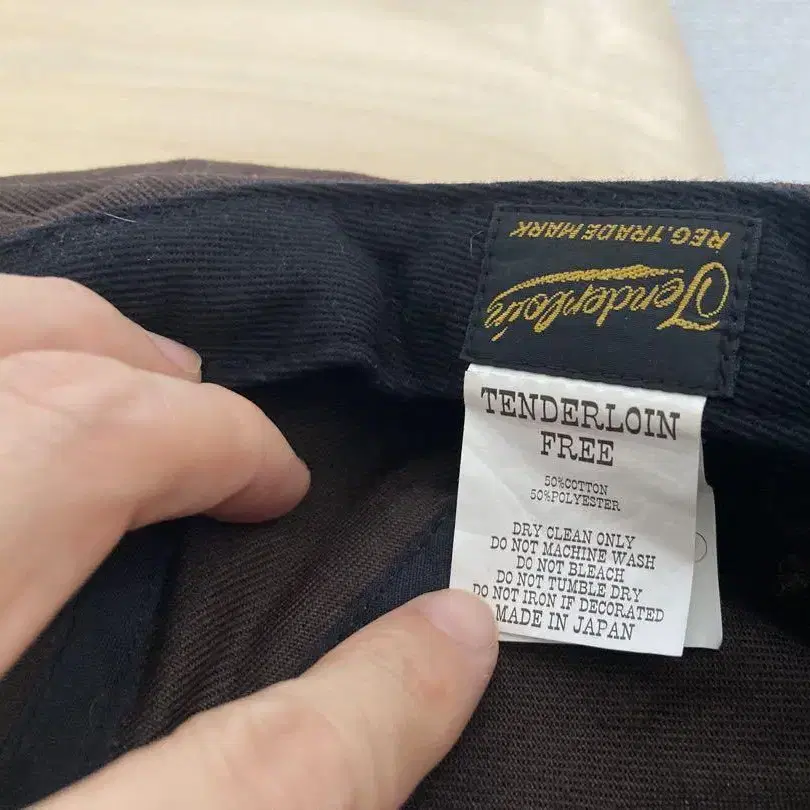 REG.TRADE MARK
Tenderloin
TENDERLOIN
FREE
50%COTTON
50%POLYESTER
DRY CLEAN ONLY
DO NOT MACHINE WASH
DO NOT BLEACH
DO NOT TUMBLE DRY
DO NOT IRON IF DECORATED
MADE IN JAPAN